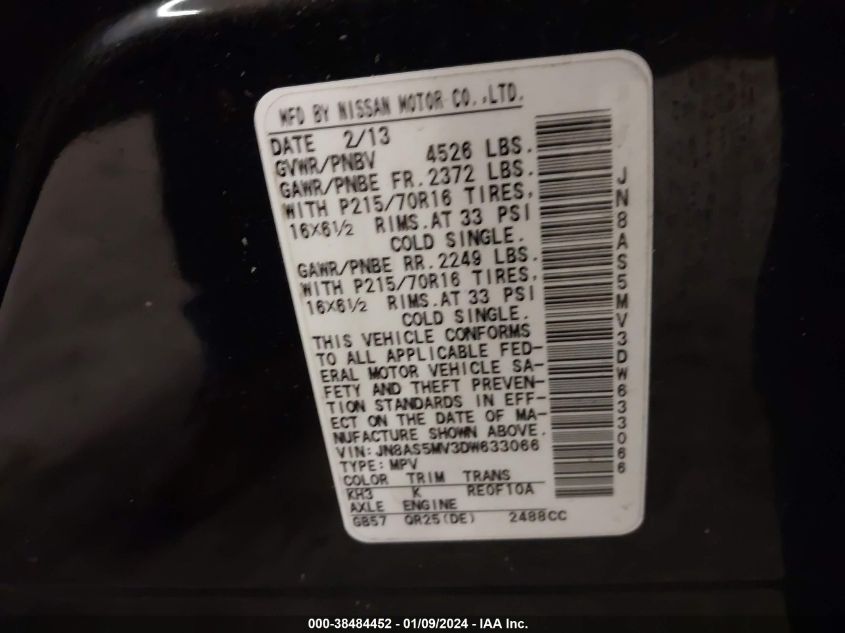 MFD BY NISSAN MOTOR CO.,LTD.
DATE 2/13
GVWR/PNBV 4526 LBS.
GAWR/PNBE FR.2372 LBS.
WITH P215/70R16 TIRES,
16X6½ RIMS.AT 33 PSI
COLD SINGLE.
GAWR/PNBE RR.2249 LBS.
WITH P215/70R16 TIRES,
16X6½ RIMS.AT 33 PSI
COLD SINGLE.
THIS VEHICLE CONFORMS
TO ALL APPLICABLE FED-
ERAL MOTOR VEHICLE SA-
FETY AND THEFT PREVEN-
TION STANDARDS IN EFF-
ECT ON THE DATE OF MA-
NUFACTURE SHOWN ABOVE.
VIN:JN8AS5MV3DW633066
TYPE:MPV
COLOR TRIM TRANS
KH3 K RE0F10A
AXLE ENGINE
GB57 QR25(DE) 2488CC
JN8AS5MV3DW633066
000-38484452 - 01/09/2024 - IAA Inc.